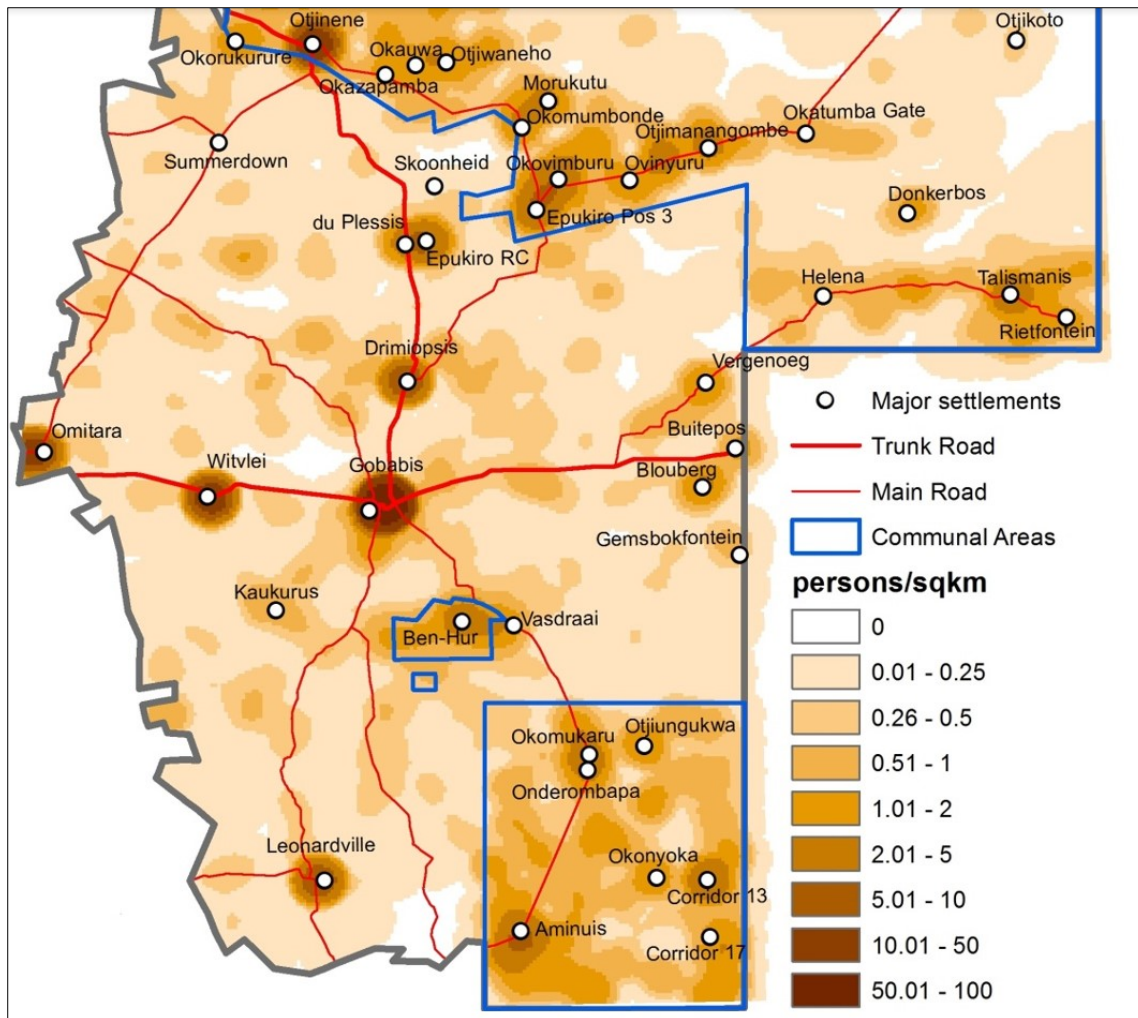 Otjinene
Otjikoto
Okorukurure
Okauwa
Otjiwaneho
Okazapamba
Morukutu
Okomumbonde
Okatumba Gate
Summerdown
Otjimanangombe
Skoonheid
Okovimburu
Ovinyuru
Donkerbos
du Plessis
Epukiro Pos 3
Epukiro RC
Helena
Talismanis
Rietfontein
Drimiopsis
Vergenoeg
Major settlements
Omitara
Buitepos
Trunk Road
Witvlei
Gobabis
Blouberg
Main Road
Gemsbokfontein
Communal Areas
persons/sqkm
Kaukurus
Vasdraai
Ben-Hur
0
0.01 - 0.25
0.26 - 0.5
Okomukaru
Otjiungukwa
0.51 - 1
Onderombapa
1.01 - 2
Leonardville
Okonyoka
2.01 - 5
Corridor 13
5.01 - 10
Aminuis
Corridor 17
10.01 - 50
50.01 - 100